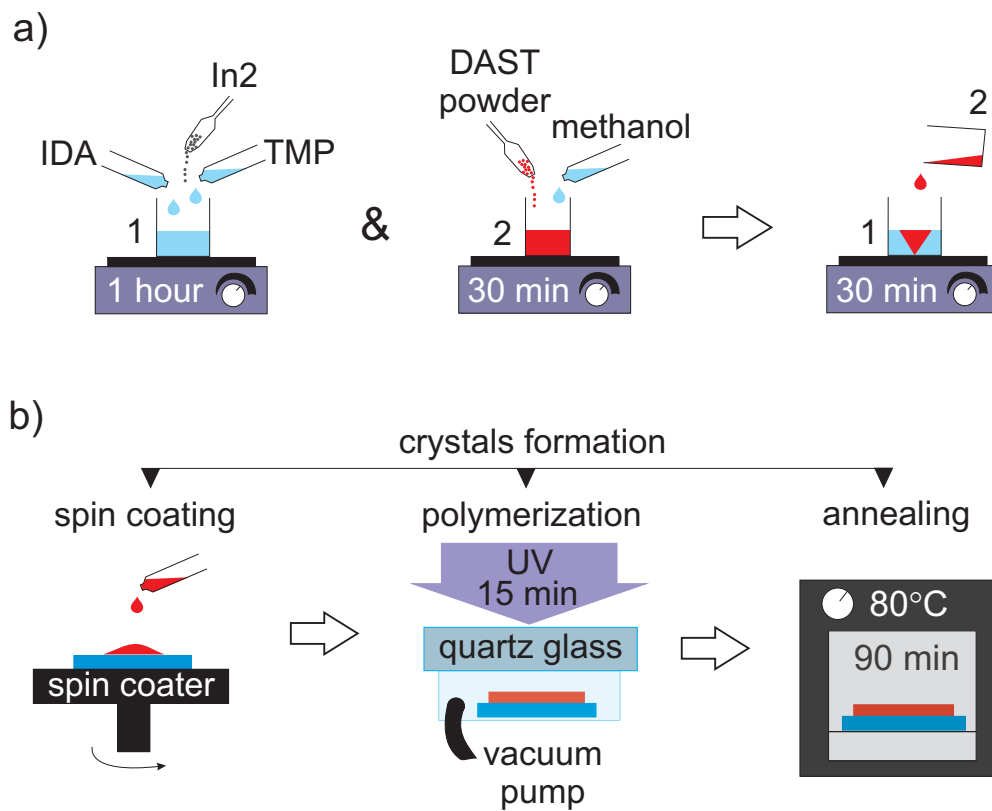 a)
In2
IDA
TMP
1
1 hour
&
DAST
powder
methanol
2
30 min
2
1
30 min
b)
crystals formation
spin coating
polymerization
annealing
spin coater
UV
15 min
quartz glass
vacuum
pump
80°C
90 min